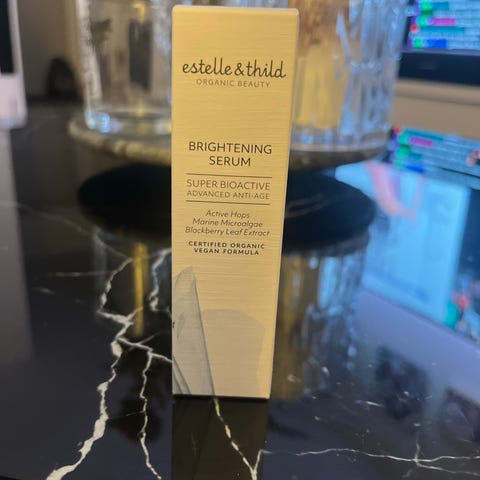 estelle & thild
ORGANIC BEAUTY
BRIGHTENING
SERUM
SUPER BIOACTIVE
ADVANCED ANTI-AGE
Active Hops
Marine Microalgae
Blackberry Leaf Extract
CERTIFIED ORGANIC
VEGAN FORMULA